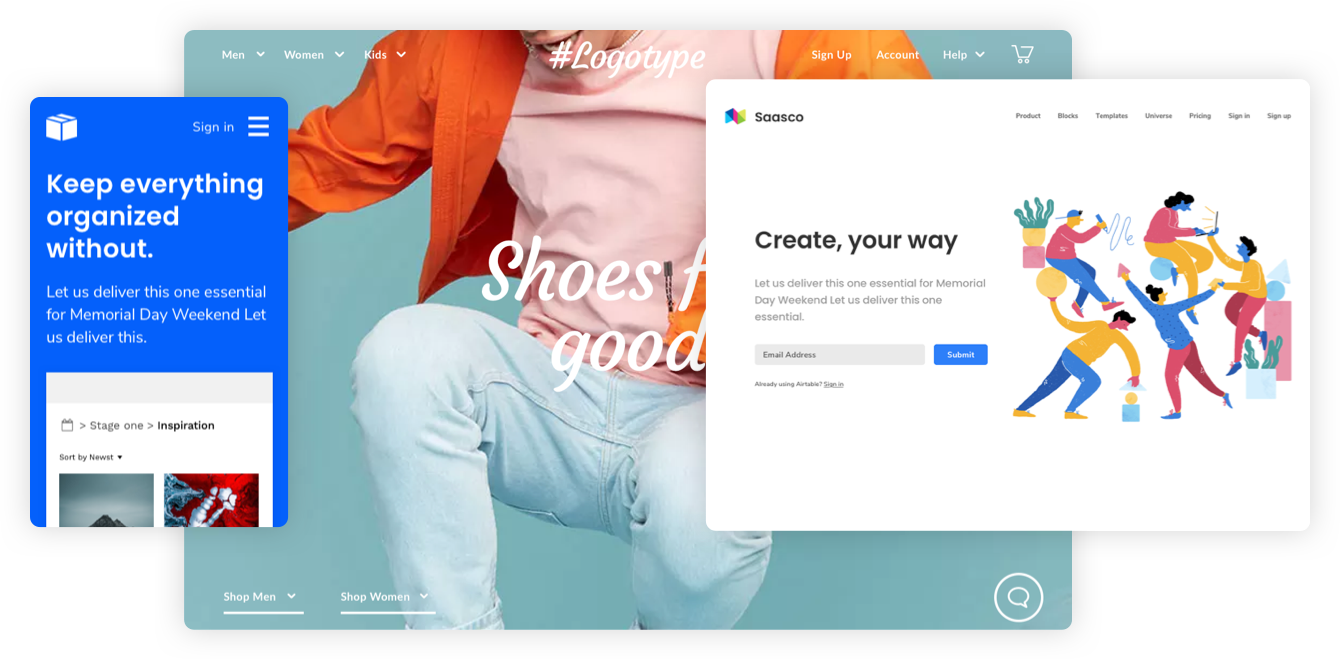 Men
Women
Kids
#Logotype
Sign Up
Account
Help
Shoes f
good
Shop Men
Shop Women
Sign in
Keep everything
organized
without.
Let us deliver this one essential
for Memorial Day Weekend Let
us deliver this.
> Stage one > Inspiration
Sort by Newst
Saasco
Product
Blocks
Templates
Universe
Pricing
Sign in
Sign up
Create, your way
Let us deliver this one essential for Memorial
Day Weekend Let us deliver this one
essential.
Email Address
Submit
Already using Airtable? Sign in